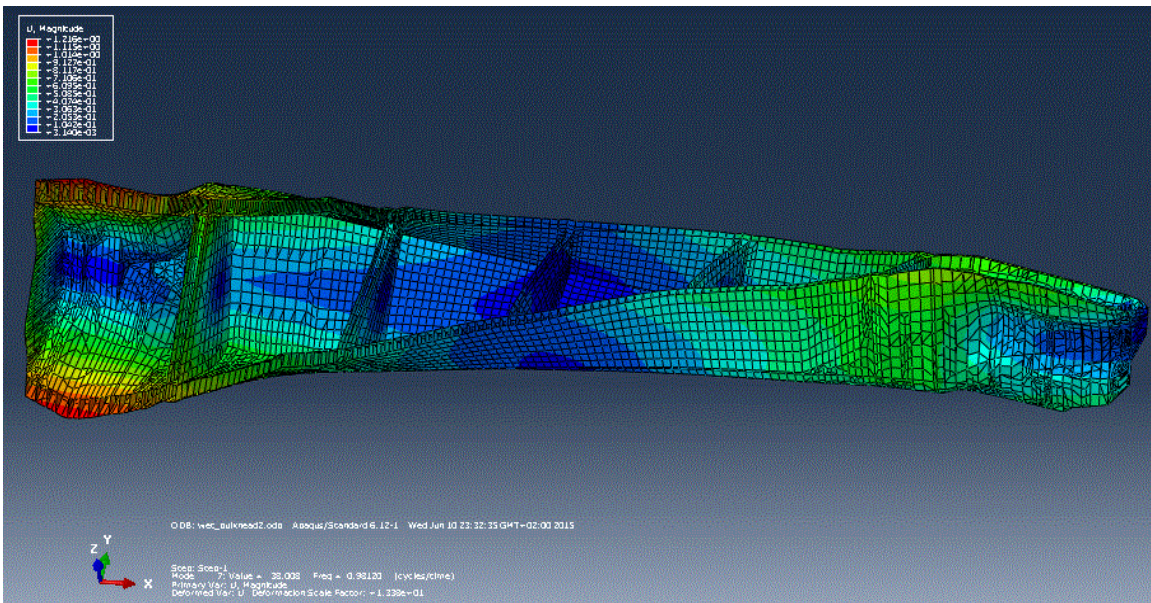 U, Magnitude
+1.216e+00
+1.115e+00
+1.014e+00
+9.127e-01
+8.117e-01
+7.106e-01
+6.095e-01
+5.085e-01
+4.074e-01
+3.063e-01
+2.053e-01
+1.042e-01
+3.140e-03
ODB: wec_bulkhead2.odb Abaqus/Standard 6.12-1 Wed Jun 10 23:32:35 GMT+02:00 2015
Y
Z
X
Step: Step-1
Mode 7: Value = 38.008 Freq = 0.98120 (cycles/time)
Primary Var: U, Magnitude
Deformed Var: U Deformation Scale Factor: +1.338e+01